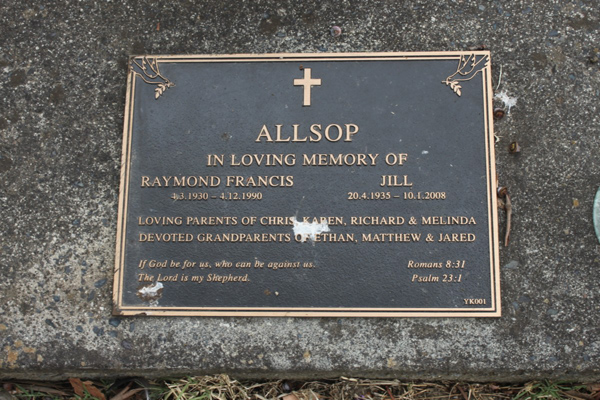 ALLSOP
IN LOVING MEMORY OF
RAYMOND FRANCIS JILL
4.3.1930 – 4.12.1990 20.4.1935 – 10.1.2008
LOVING PARENTS OF CHRIS, KAREN, RICHARD & MELINDA
DEVOTED GRANDPARENTS OF ETHAN, MATTHEW & JARED
If God be for us, who can be against us. Romans 8:31
The Lord is my Shepherd. Psalm 23:1
YK001